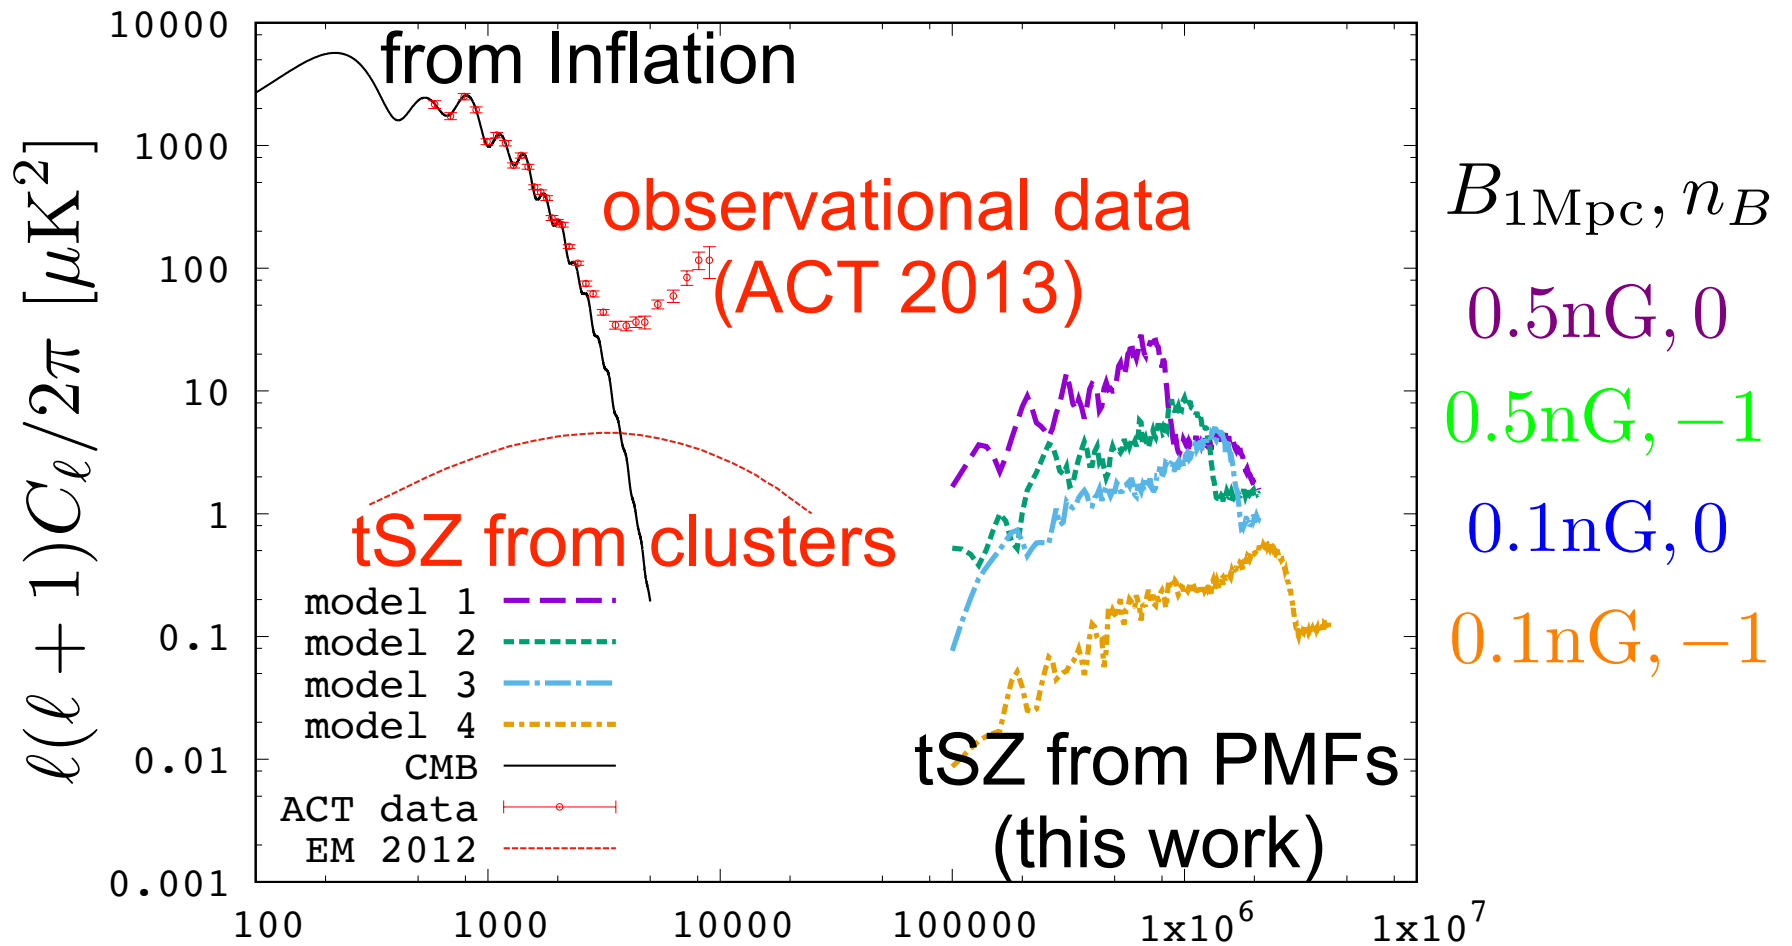 ℓ(ℓ + 1)Cℓ/2π [μK²]
10000
1000
100
10
1
0.1
0.01
0.001
from Inflation
observational data
(ACT 2013)
tSZ from clusters
model 1
model 2
model 3
model 4
CMB
ACT data
EM 2012
tSZ from PMFs
(this work)
100 1000 10000 100000 1x10⁶ 1x10⁷
B1Mpc, nB
0.5nG, 0
0.5nG, −1
0.1nG, 0
0.1nG, −1